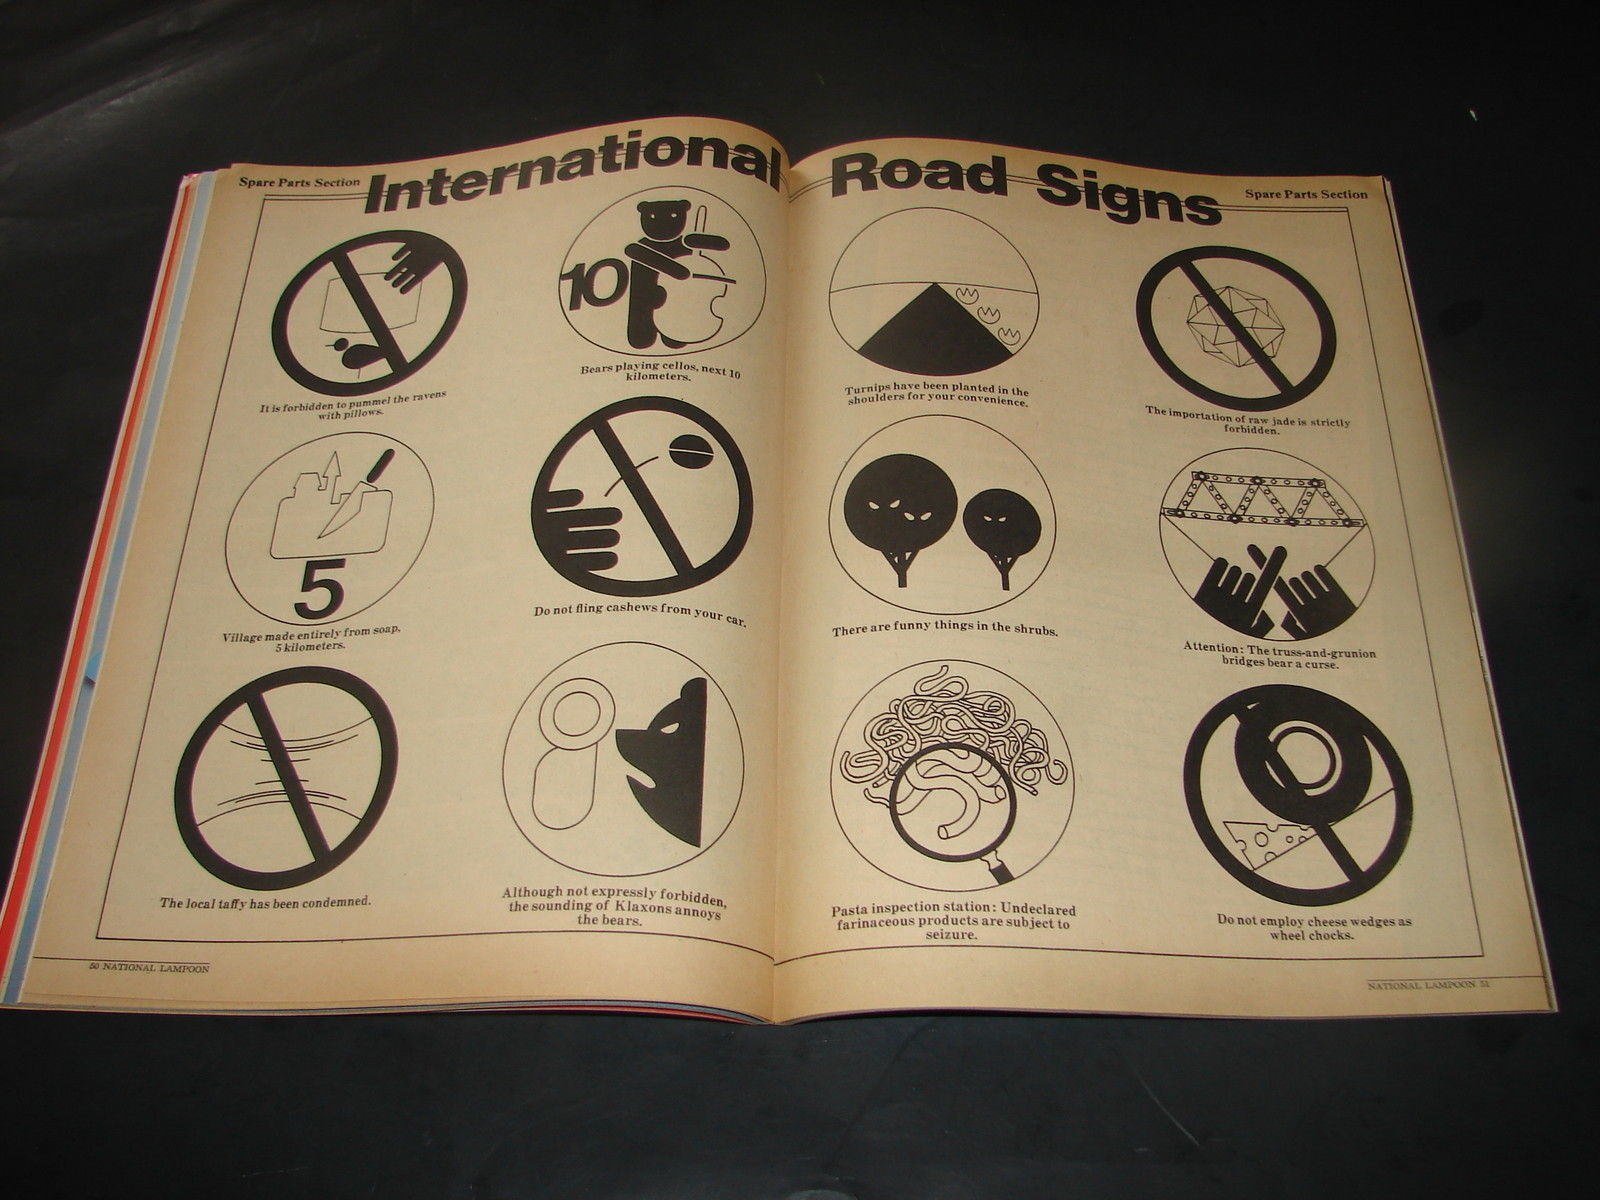 Spare Parts Section
International Road Signs
Spare Parts Section
10
It is forbidden to pummel the ravens
with pillows.
Bears playing cellos, next 10
kilometers.
Turnips have been planted in the
shoulders for your convenience.
The importation of raw jade is strictly
forbidden.
5
Village made entirely from soap,
5 kilometers.
Do not fling cashews from your car.
There are funny things in the shrubs.
Attention: The truss-and-grunion
bridges bear a curse.
The local taffy has been condemned.
Although not expressly forbidden,
the sounding of Klaxons annoys
the bears.
Pasta inspection station: Undeclared
farinaceous products are subject to
seizure.
Do not employ cheese wedges as
wheel chocks.
50 NATIONAL LAMPOON
NATIONAL LAMPOON 51